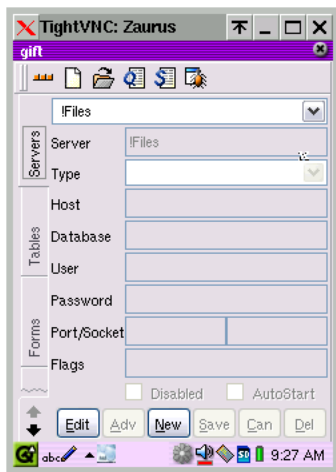 TightVNC: Zaurus
gift
!Files
Servers
Server !Files
Type
Host
Tables
Database
User
Password
Forms
Port/Socket
Flags
Disabled AutoStart
Edit Adv New Save Can Del
abc SD 9:27 AM